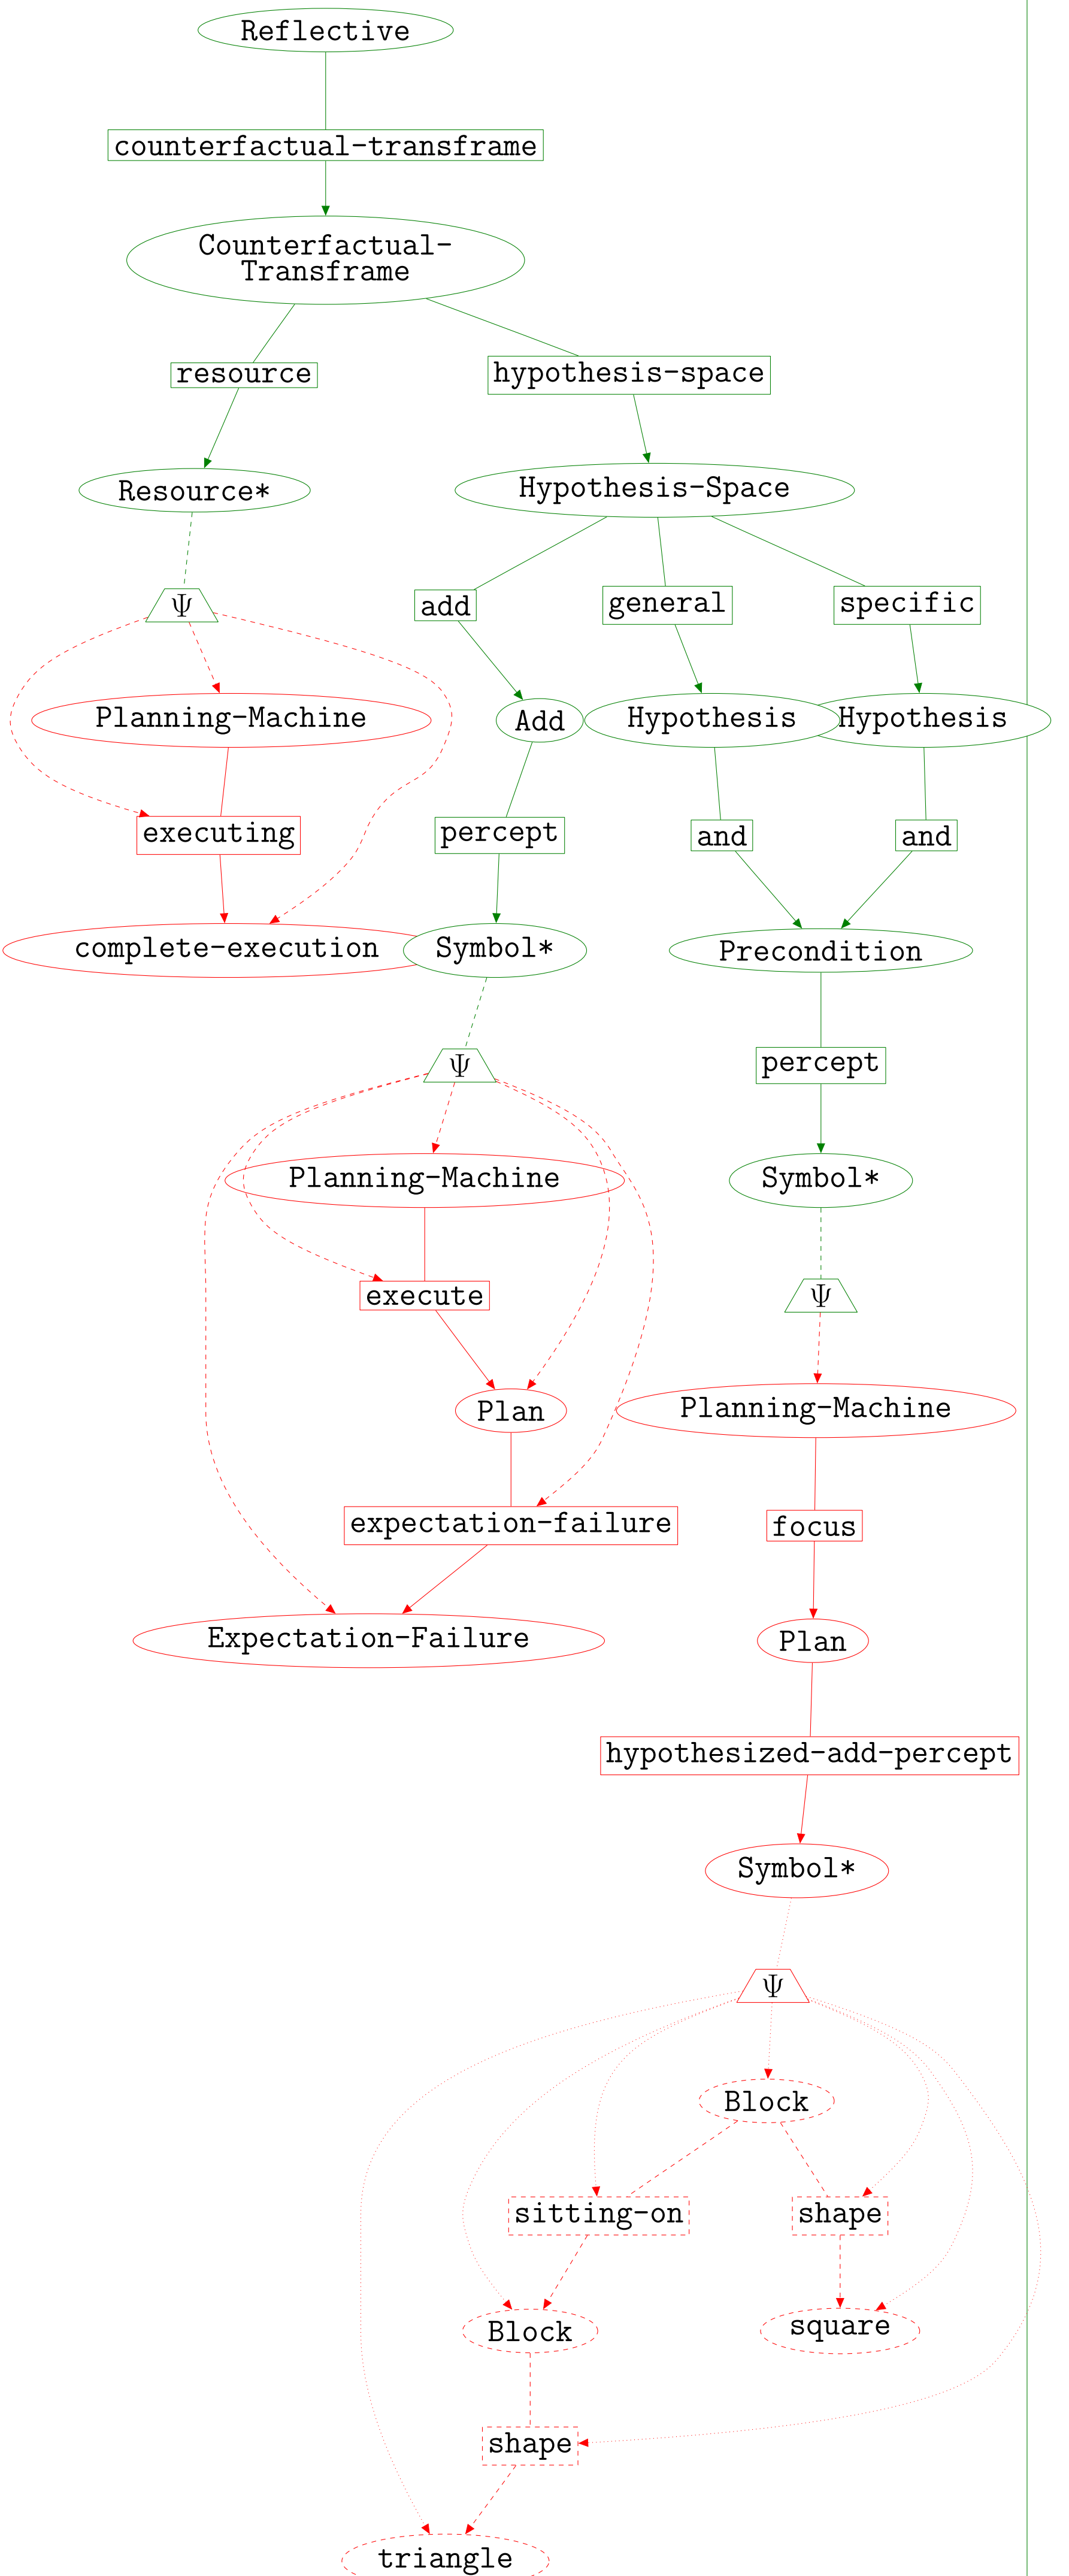 Reflective
counterfactual-transframe
Counterfactual-
Transframe
resource
hypothesis-space
Resource*
Hypothesis-Space
Ψ
add
general
specific
Planning-Machine
Add
Hypothesis
Hypothesis
executing
percept
and
and
complete-execution
Symbol*
Precondition
Ψ
percept
Planning-Machine
Symbol*
execute
Ψ
Plan
Planning-Machine
expectation-failure
focus
Expectation-Failure
Plan
hypothesized-add-percept
Symbol*
Ψ
Block
sitting-on
shape
Block
square
shape
triangle